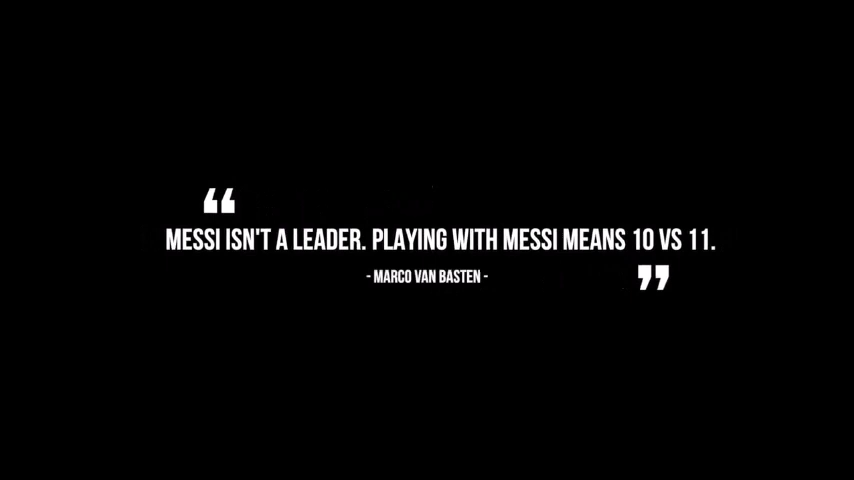 “
MESSI ISN'T A LEADER. PLAYING WITH MESSI MEANS 10 VS 11.
- MARCO VAN BASTEN -
”